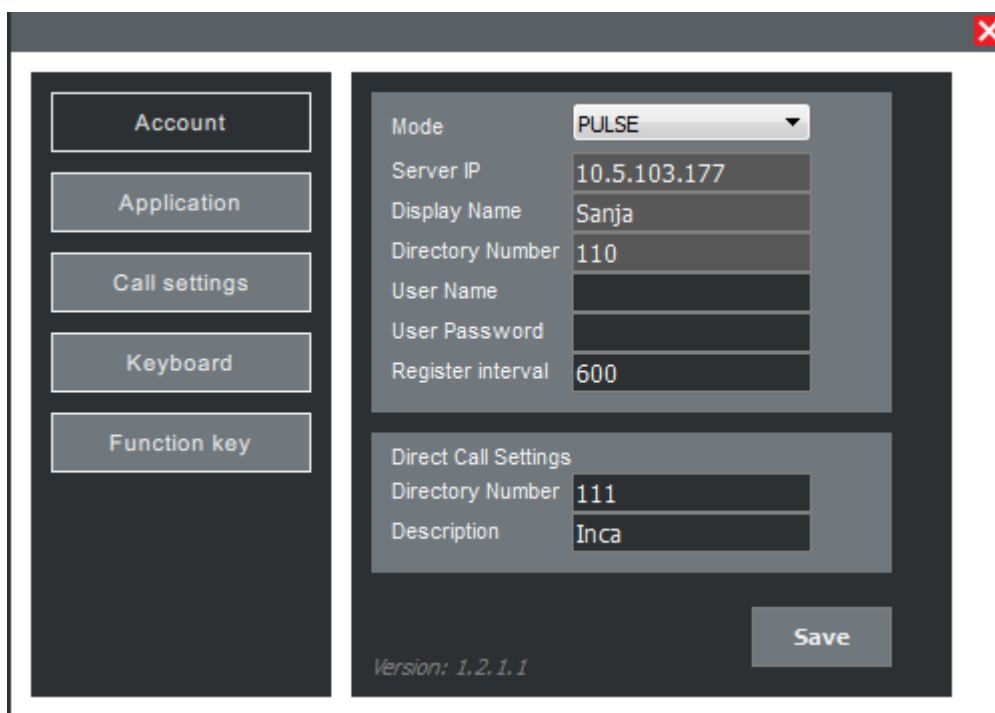 Account
Application
Call settings
Keyboard
Function key
Mode PULSE
Server IP 10.5.103.177
Display Name Sanja
Directory Number 110
User Name
User Password
Register interval 600
Direct Call Settings
Directory Number 111
Description Inca
Save
Version: 1.2.1.1